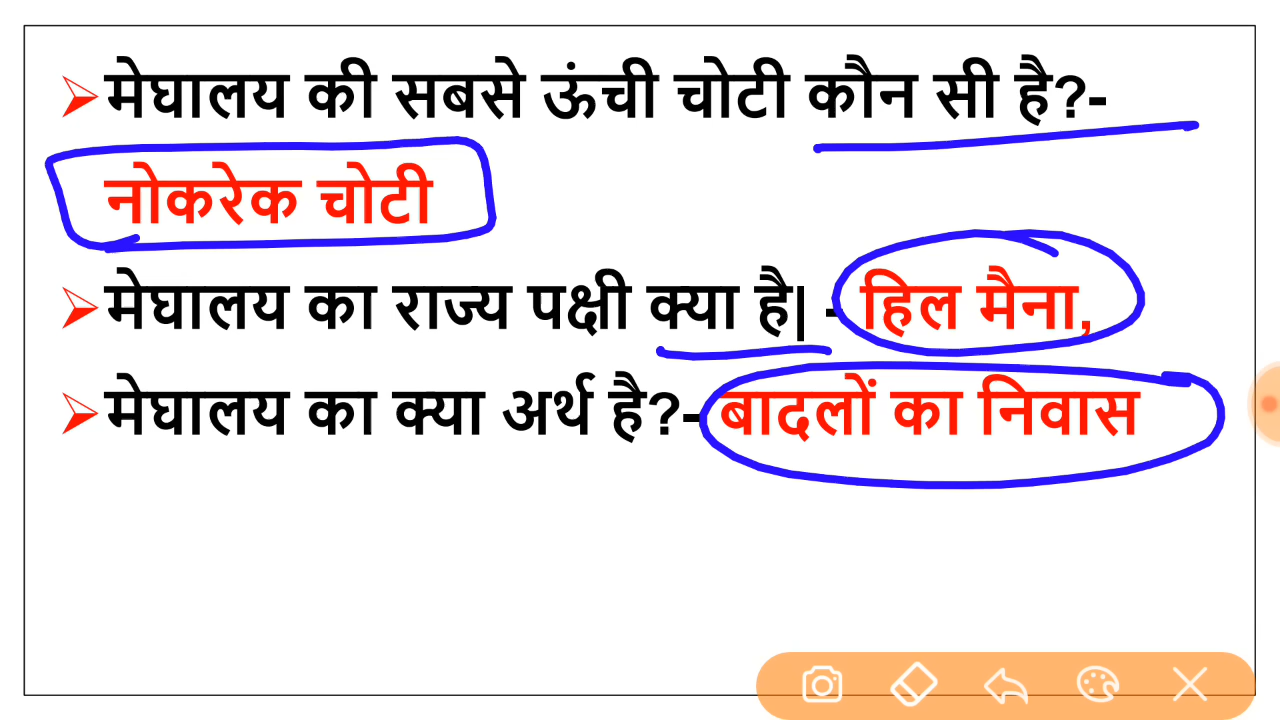 ➢मेघालय की सबसे ऊंची चोटी कौन सी है?-
नोकरेक चोटी
➢मेघालय का राज्य पक्षी क्या है| - हिल मैना,
➢मेघालय का क्या अर्थ है?- बादलों का निवास